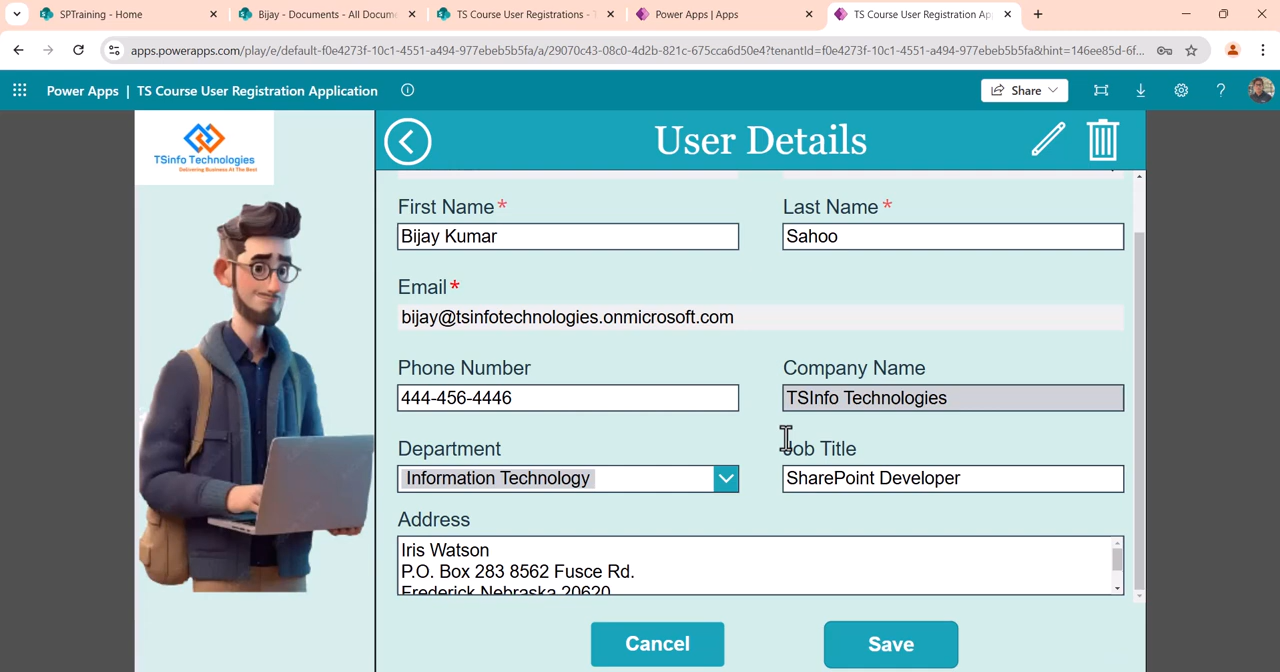 SPTraining - Home
Bijay - Documents - All Docume
TS Course User Registrations - T
Power Apps | Apps
TS Course User Registration Ap
apps.powerapps.com/play/e/default-f0e4273f-10c1-4551-a494-977ebeb5b5fa/a/29070c43-08c0-4d2b-821c-675cca6d50e4?tenantId=f0e4273f-10c1-4551-a494-977ebeb5b5fa&hint=146ee85d-6f...
Power Apps | TS Course User Registration Application
Share
TSinfo Technologies
Delivering Business At The Best
User Details
First Name *
Last Name *
Bijay Kumar
Sahoo
Email *
bijay@tsinfotechnologies.onmicrosoft.com
Phone Number
Company Name
444-456-4446
TSInfo Technologies
Department
Job Title
Information Technology
SharePoint Developer
Address
Iris Watson
P.O. Box 283 8562 Fusce Rd.
Frederick Nebraska 20620
Cancel
Save